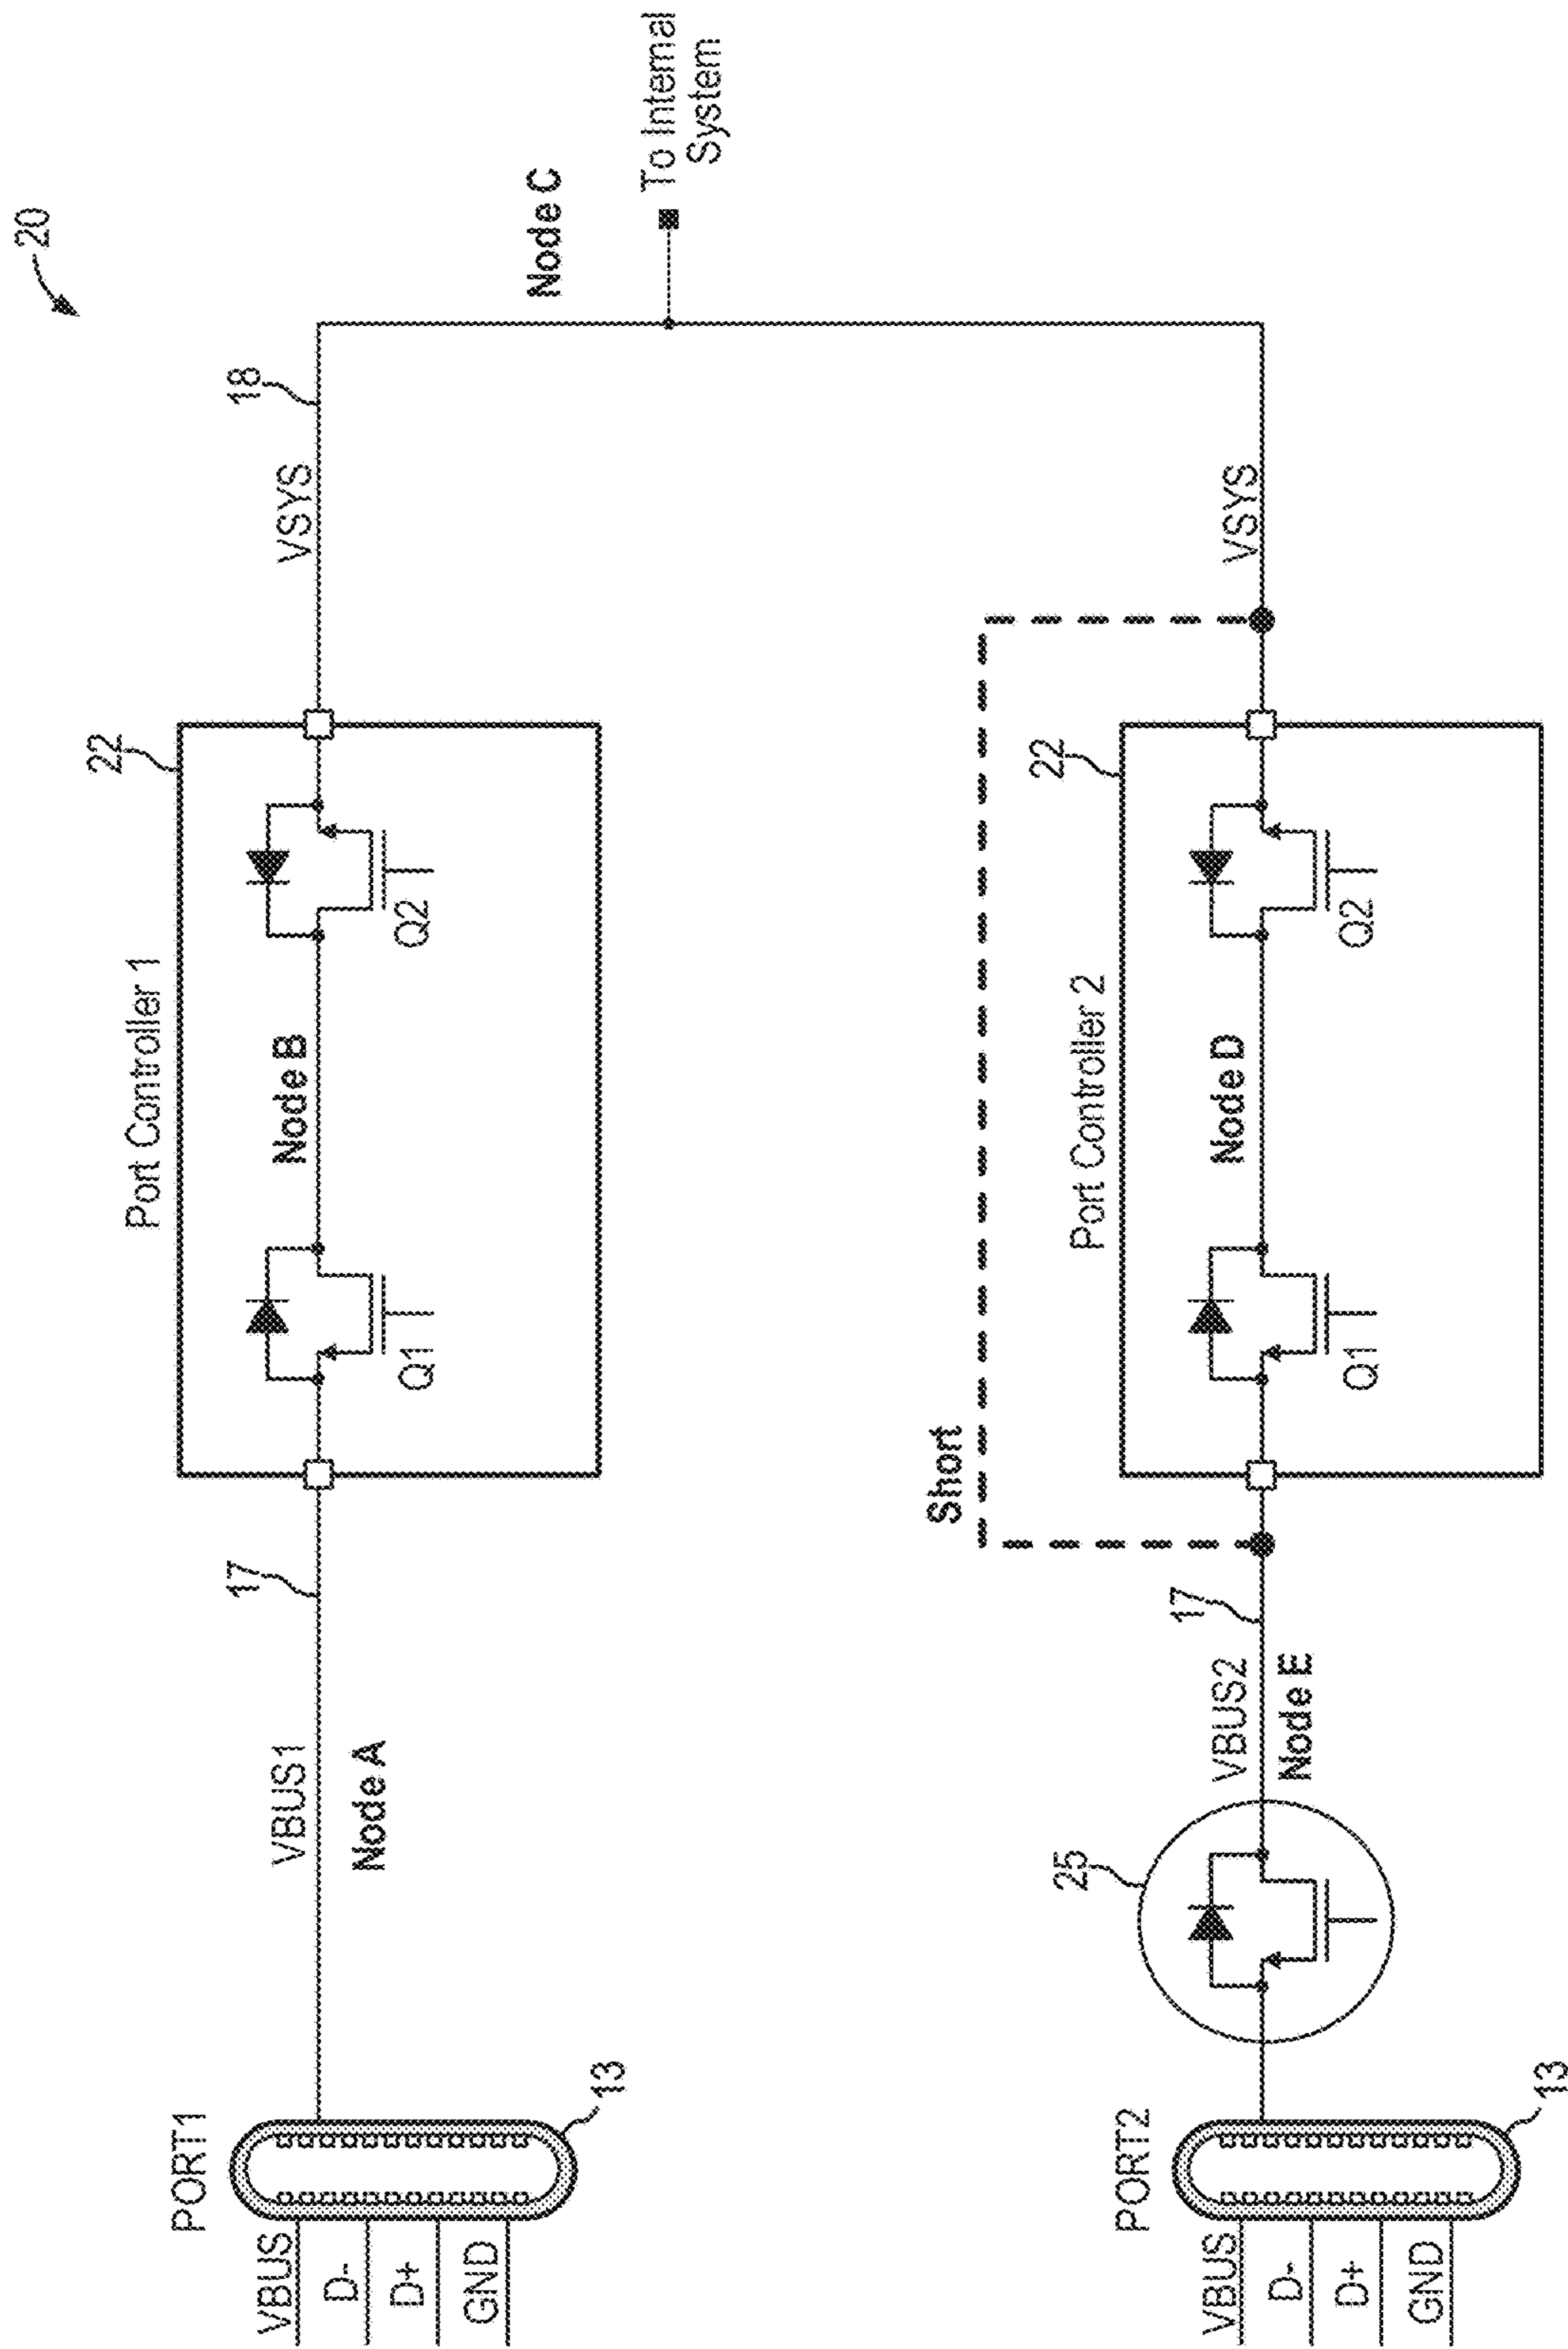 20
PORT1
VBUS
D-
D+
GND
13
VBUS1
Node A
17
Port Controller 1
22
Q1
Node B
Q2
VSYS
18
Node C
To Internal
System
Short
PORT2
VBUS
D-
D+
GND
13
25
VBUS2
Node E
17
Port Controller 2
22
Q1
Node D
Q2
VSYS